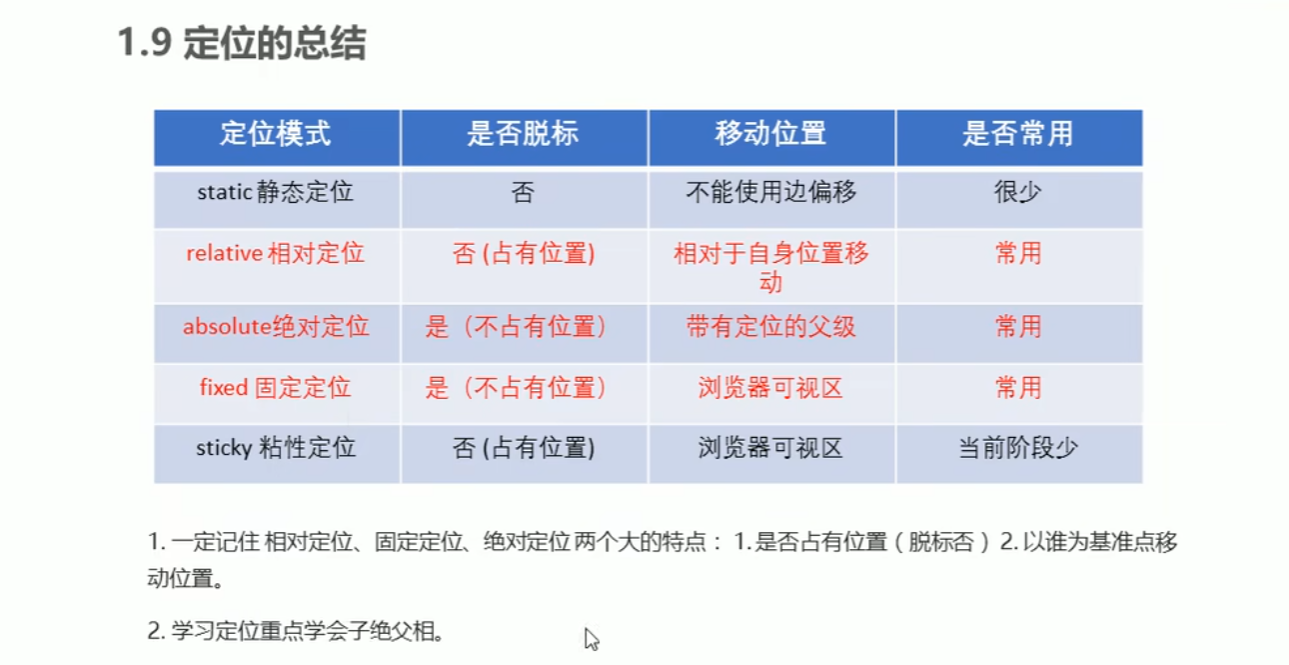 1.9 定位的总结
定位模式 是否脱标 移动位置 是否常用
static 静态定位 否 不能使用边偏移 很少
relative 相对定位 否 (占有位置) 相对于自身位置移
动 常用
absolute绝对定位 是（不占有位置） 带有定位的父级 常用
fixed 固定定位 是（不占有位置） 浏览器可视区 常用
sticky 粘性定位 否 (占有位置) 浏览器可视区 当前阶段少
1. 一定记住 相对定位、固定定位、绝对定位 两个大的特点： 1. 是否占有位置（脱标否） 2. 以谁为基准点移
动位置。
2. 学习定位重点学会子绝父相。